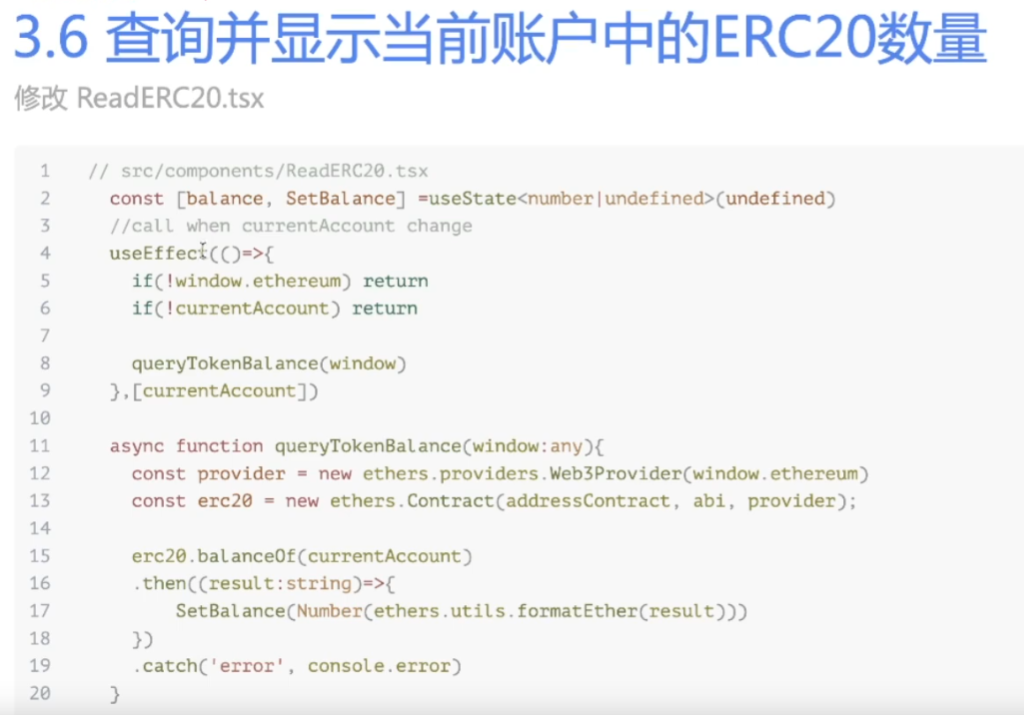 3.6 查询并显示当前账户中的ERC20数量
修改 ReadERC20.tsx
1 // src/components/ReadERC20.tsx
2 const [balance, SetBalance] =useState<number|undefined>(undefined)
3 //call when currentAccount change
4 useEffect(()=>{
5 if(!window.ethereum) return
6 if(!currentAccount) return
7
8 queryTokenBalance(window)
9 },[currentAccount])
10
11 async function queryTokenBalance(window:any){
12 const provider = new ethers.providers.Web3Provider(window.ethereum)
13 const erc20 = new ethers.Contract(addressContract, abi, provider);
14
15 erc20.balanceOf(currentAccount)
16 .then((result:string)=>{
17 SetBalance(Number(ethers.utils.formatEther(result)))
18 })
19 .catch('error', console.error)
20 }